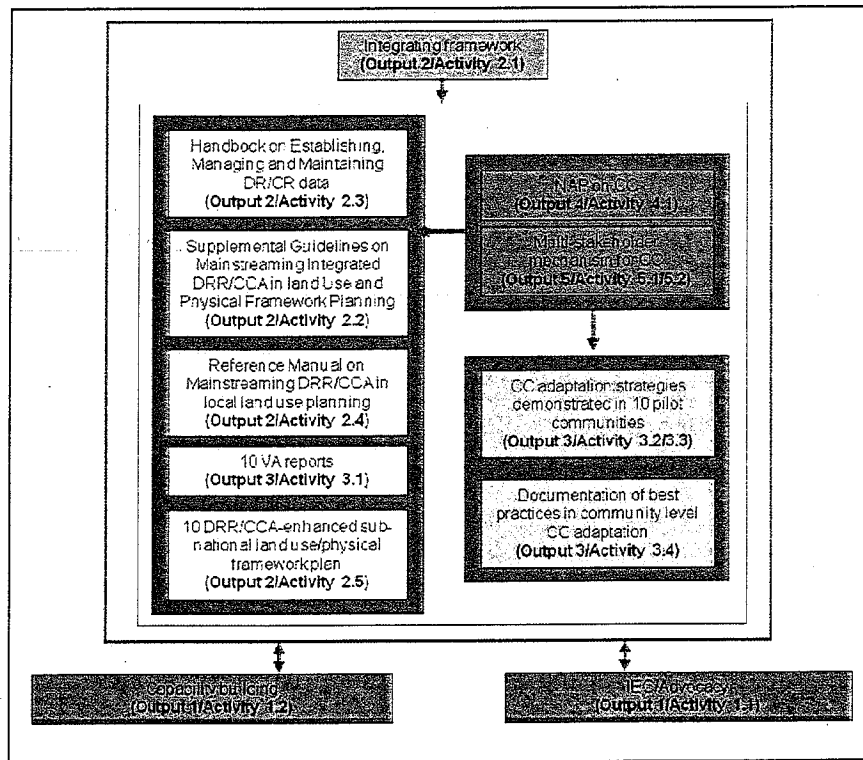 Integrating framework
(Output 2/Activity 2.1)
Handbook on Establishing,
Managing and Maintaining
DR/CR data
(Output 2/Activity 2.3)
Supplemental Guidelines on
Mainstreaming Integrated
DRR/CCA in land Use and
Physical Framework Planning
(Output 2/Activity 2.2)
Reference Manual on
Mainstreaming DRR/CCA in
local land use planning
(Output 2/Activity 2.4)
10 VA reports
(Output 3/Activity 3.1)
10 DRR/CCA-enhanced sub-
national land use/physical
framework plan
(Output 2/Activity 2.5)
NAP on CC
(Output 4/Activity 4.1)
Multi-stakeholder
mechanism for CC
(Output 5/Activity 5.1/5.2)
CC adaptation strategies
demonstrated in 10 pilot
communities
(Output 3/Activity 3.2/3.3)
Documentation of best
practices in community level
CC adaptation
(Output 3/Activity 3.4)
Capability building
(Output 1/Activity 1.2)
IEC/Advocacy
(Output 1/Activity 1.1)